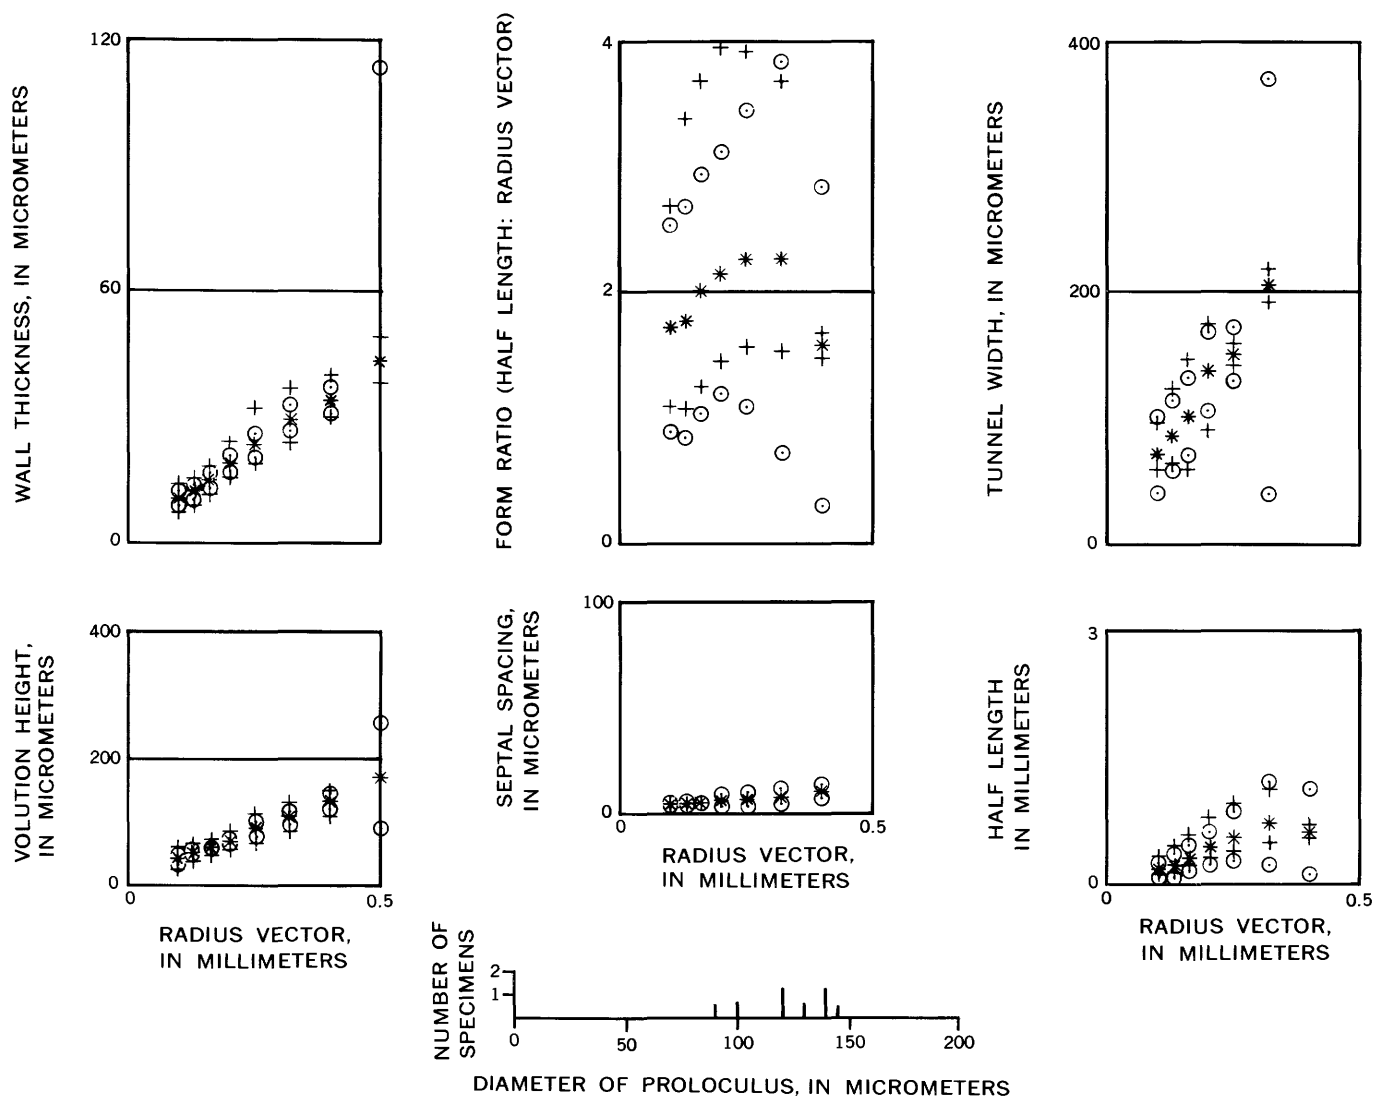 WALL THICKNESS, IN MICROMETERS
120
60
0
FORM RATIO (HALF LENGTH: RADIUS VECTOR)
4
2
0
TUNNEL WIDTH, IN MICROMETERS
400
200
0
VOLUTION HEIGHT,
IN MICROMETERS
400
200
0
0
0.5
RADIUS VECTOR,
IN MILLIMETERS
SEPTAL SPACING,
IN MICROMETERS
100
0
0
0.5
RADIUS VECTOR,
IN MILLIMETERS
HALF LENGTH
IN MILLIMETERS
3
0
0
0.5
RADIUS VECTOR,
IN MILLIMETERS
NUMBER OF
SPECIMENS
2
1
0
50
100
150
200
DIAMETER OF PROLOCULUS, IN MICROMETERS